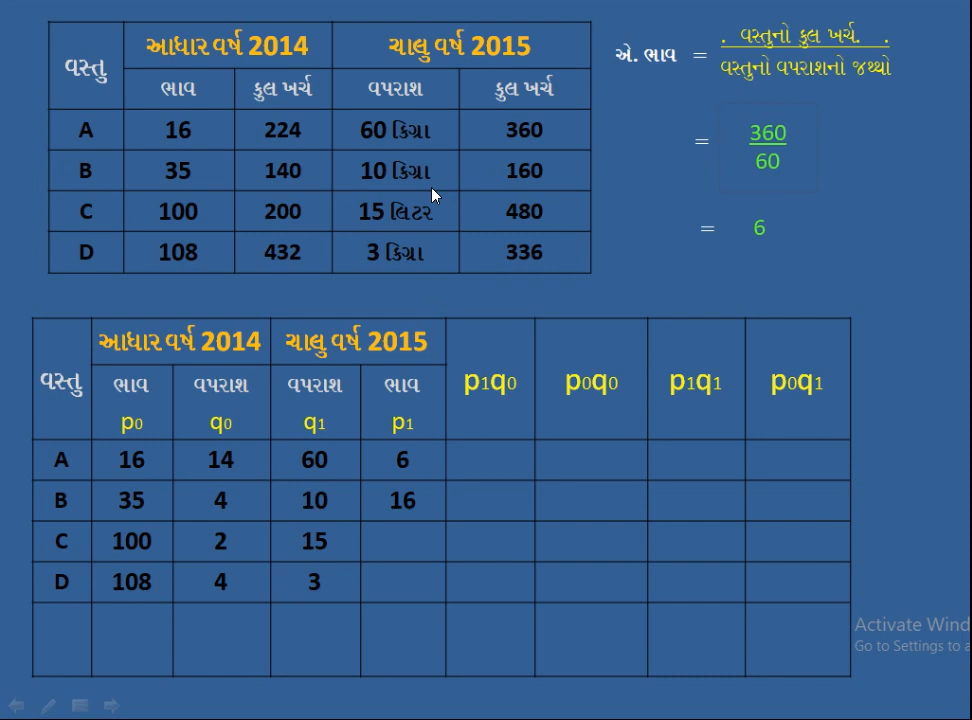 વસ્તુ આધાર વર્ષ 2014 ચાલુ વર્ષ 2015
ભાવ કુલ ખર્ચ વપરાશ કુલ ખર્ચ
A 16 224 60 કિગ્રા 360
B 35 140 10 કિગ્રા 160
C 100 200 15 લિટર 480
D 108 432 3 કિગ્રા 336
એ. ભાવ = . વસ્તુનો કુલ ખર્ચ. .
વસ્તુનો વપરાશનો જથ્થો
= 360
60
= 6
વસ્તુ આધાર વર્ષ 2014 ચાલુ વર્ષ 2015 p1q0 p0q0 p1q1 p0q1
ભાવ વપરાશ વપરાશ ભાવ
p0 q0 q1 p1
A 16 14 60 6
B 35 4 10 16
C 100 2 15
D 108 4 3
Activate Wind
Go to Settings to a